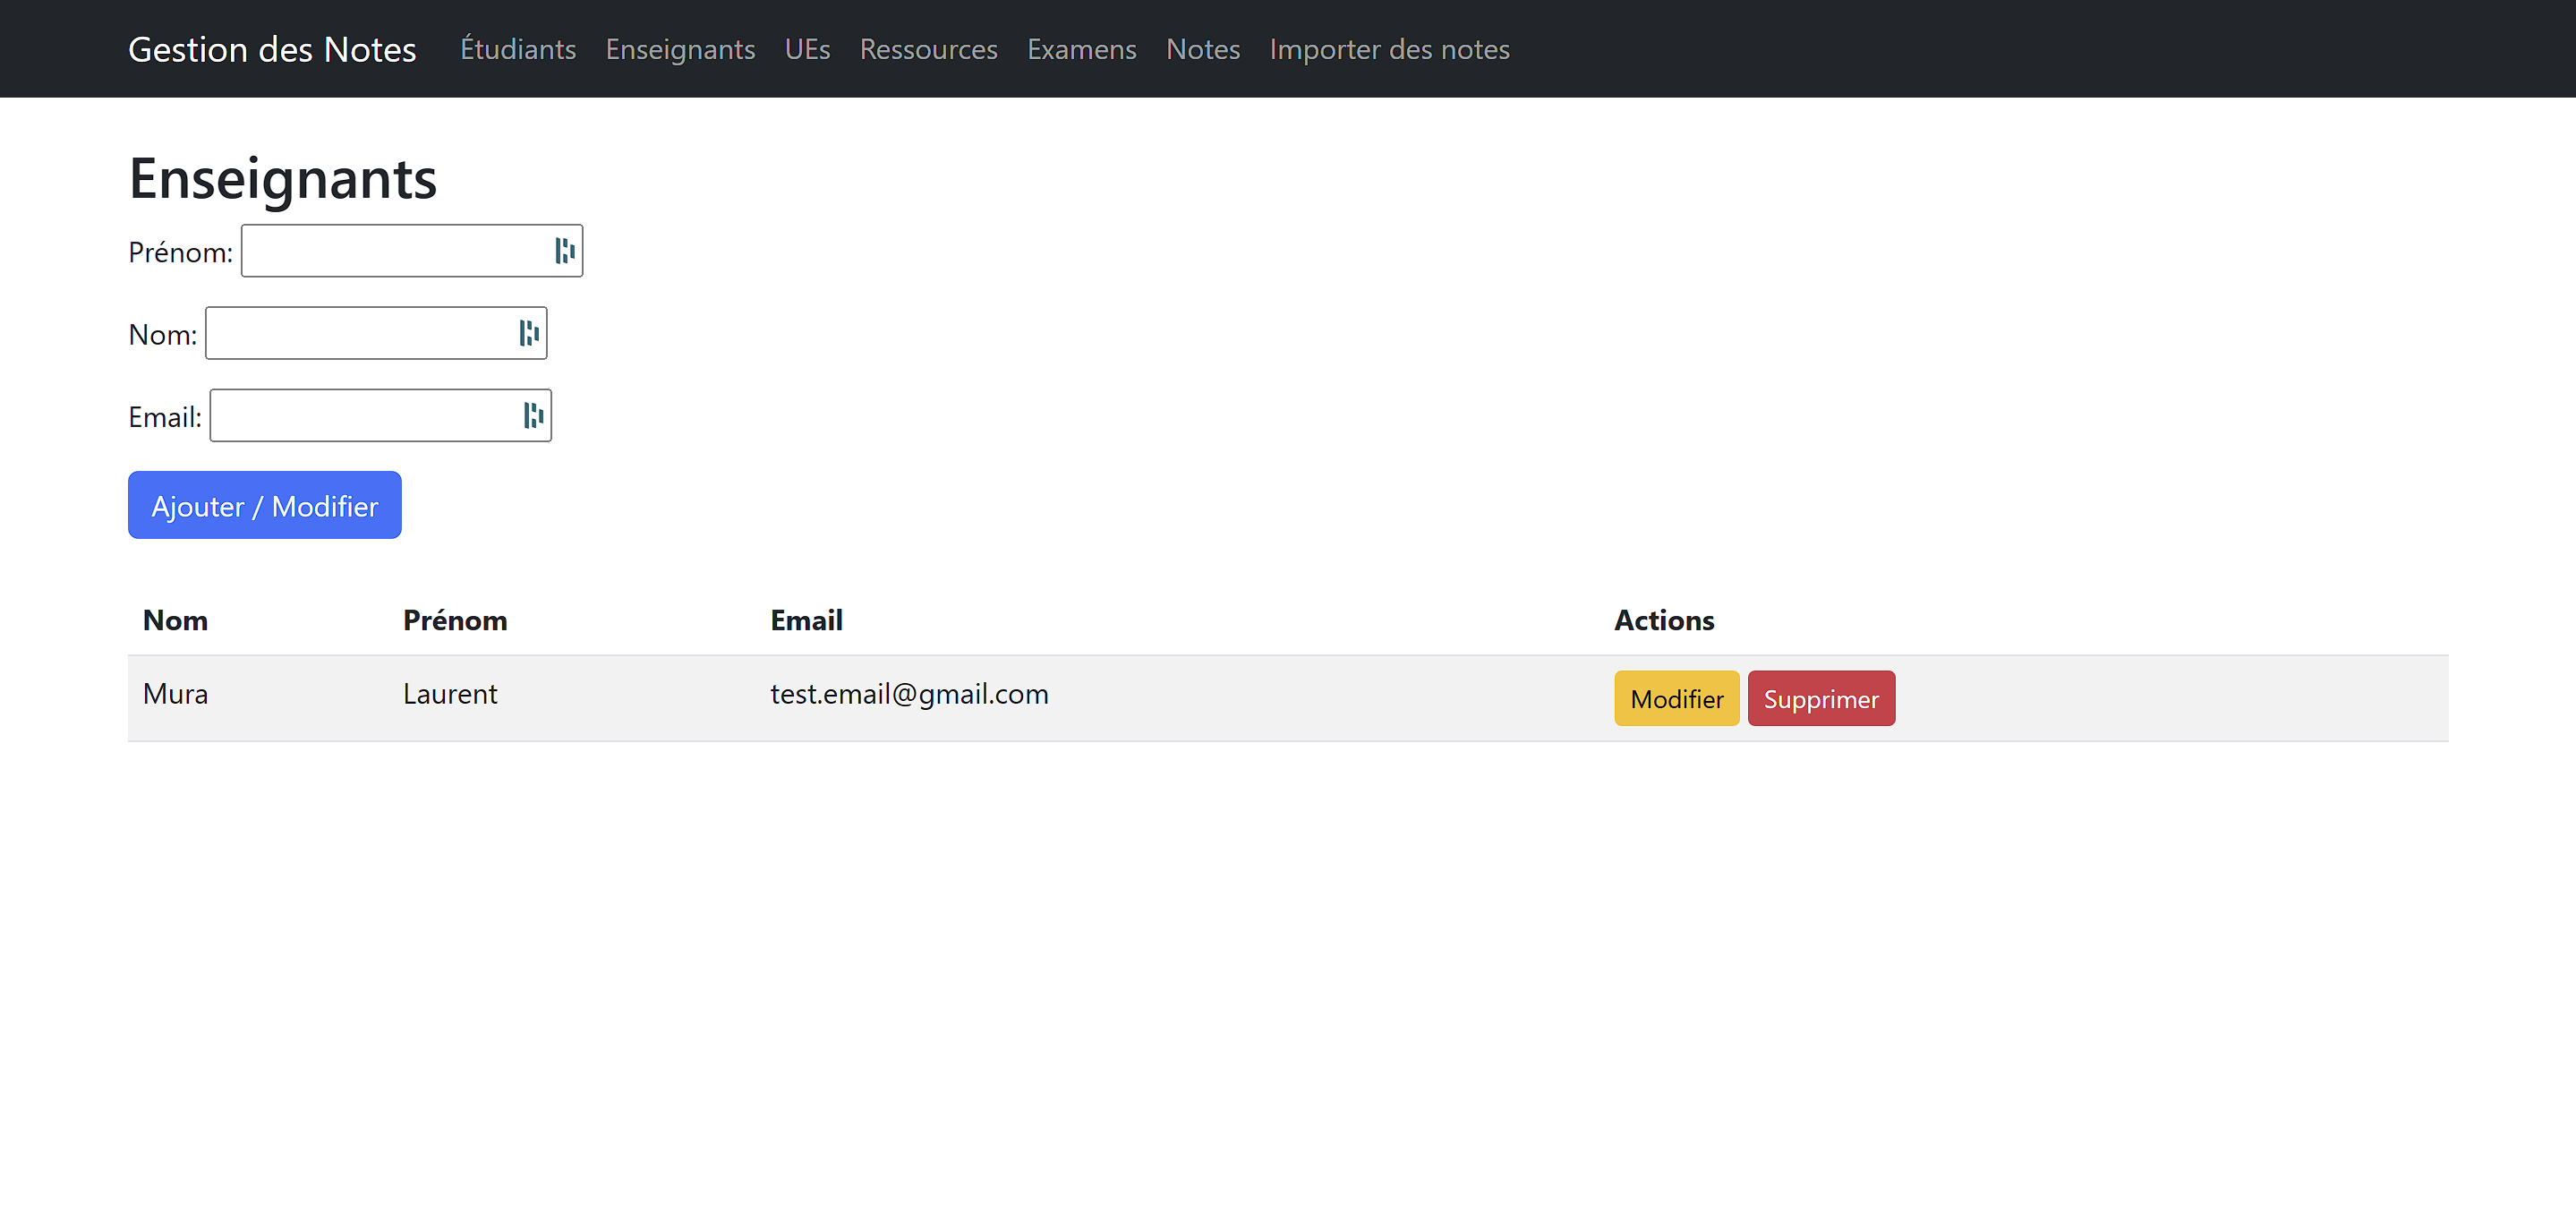 Gestion des Notes Étudiants Enseignants UEs Ressources Examens Notes Importer des notes
Enseignants
Prénom:
Nom:
Email:
Ajouter / Modifier
Nom Prénom Email Actions
Mura Laurent test.email@gmail.com Modifier Supprimer